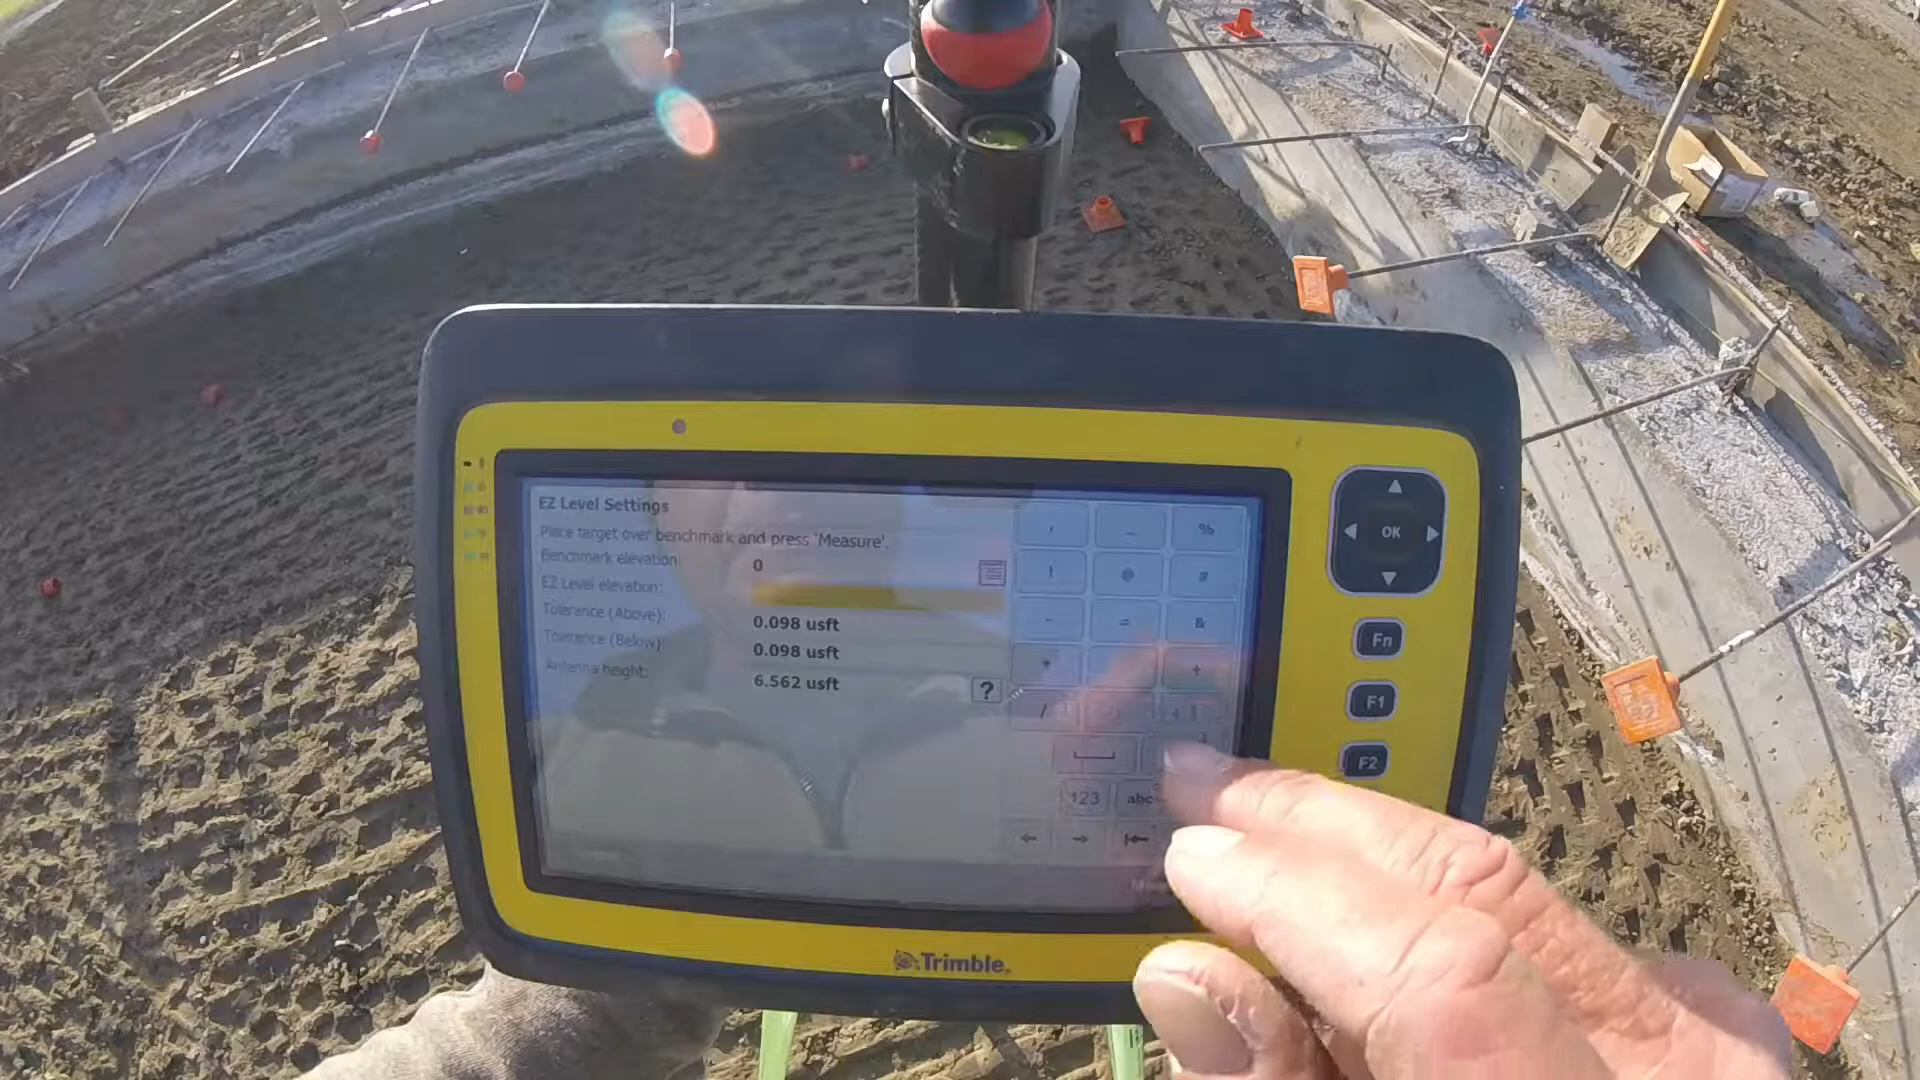 EZ Level Settings
Place target over benchmark and press 'Measure'.
Benchmark elevation: 0
EZ Level elevation:
Tolerance (Above): 0.098 usft
Tolerance (Below): 0.098 usft
Antenna height: 6.562 usft
?
, _ %
! @ #
- = &
* +
/
123 abc
OK
Fn
F1
F2
Trimble